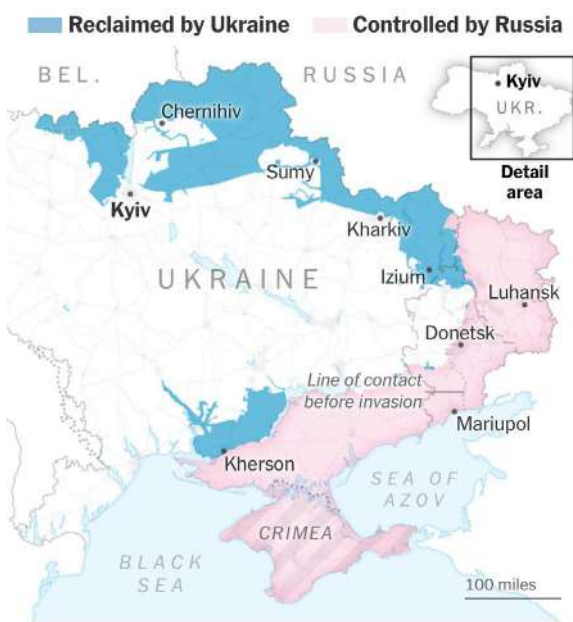 Reclaimed by Ukraine
Controlled by Russia
BEL.
RUSSIA
Kyiv
UKR.
Detail
area
Chernihiv
Sumy
Kyiv
Kharkiv
UKRAINE
Izium
Luhansk
Donetsk
Line of contact
before invasion
Mariupol
Kherson
SEA OF
AZOV
CRIMEA
BLACK
SEA
100 miles